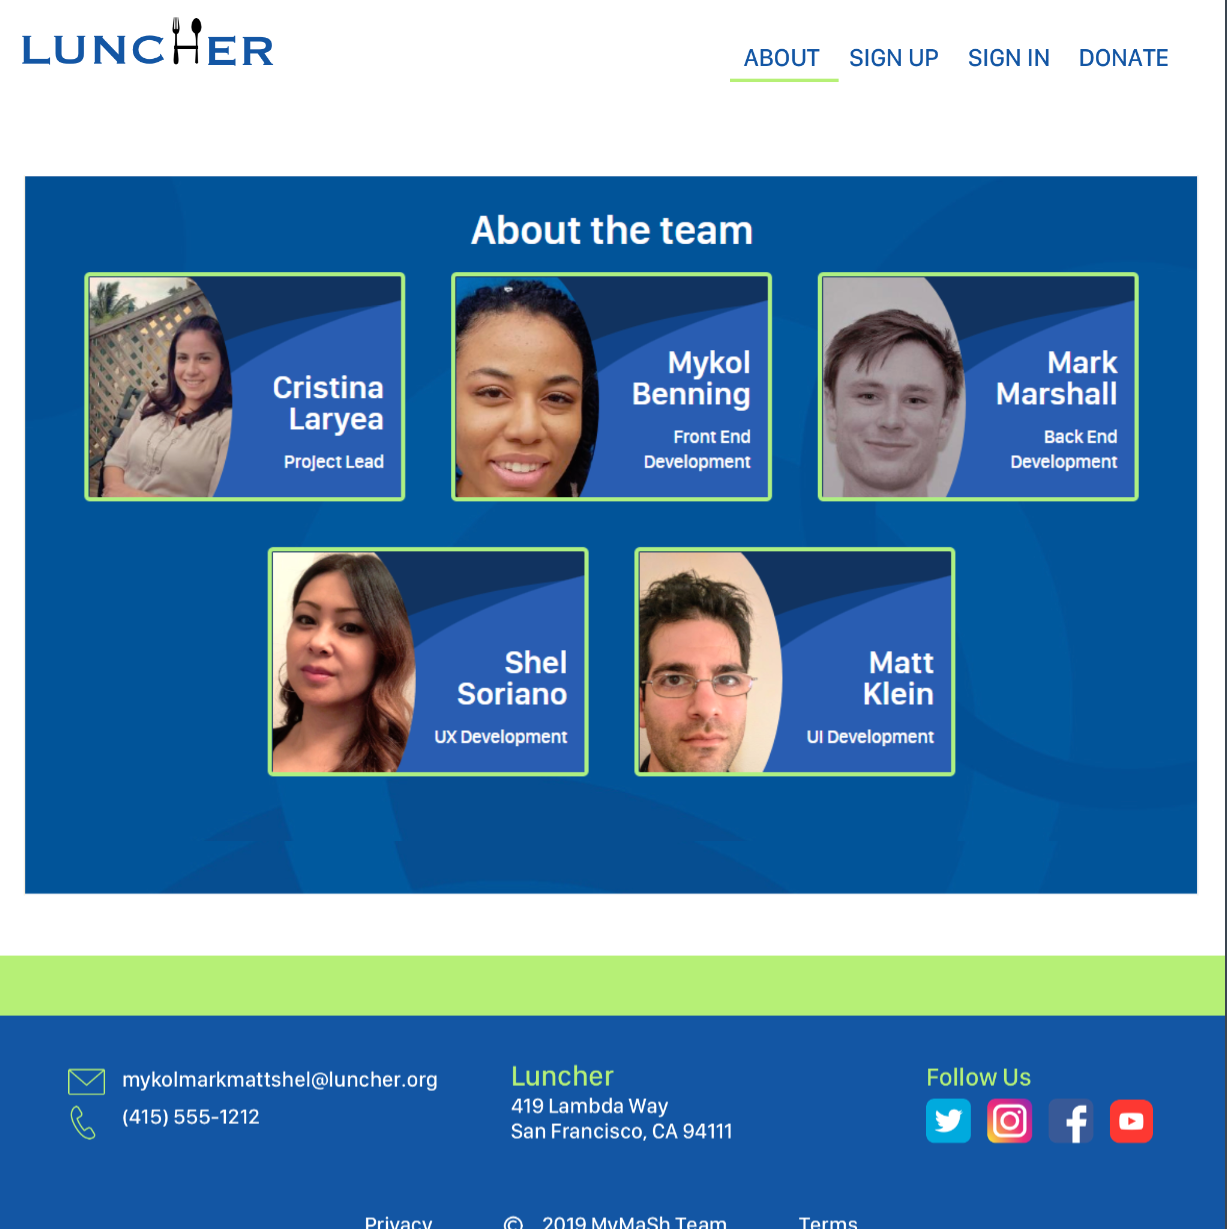 LUNCHER
ABOUT SIGN UP SIGN IN DONATE
About the team
Cristina
Laryea
Project Lead
Mykol
Benning
Front End
Development
Mark
Marshall
Back End
Development
Shel
Soriano
UX Development
Matt
Klein
UI Development
mykolmarkmattshel@luncher.org
(415) 555-1212
Luncher
419 Lambda Way
San Francisco, CA 94111
Follow Us
Privacy © 2019 MyMaSh Team Terms